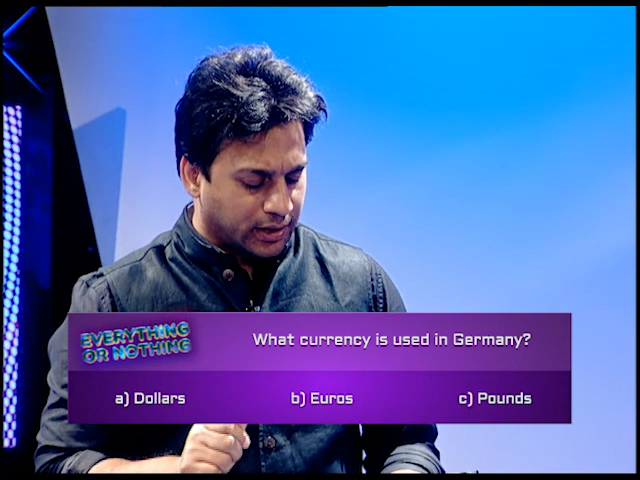 EVERYTHING
OR NOTHING
What currency is used in Germany?
a) Dollars b) Euros c) Pounds